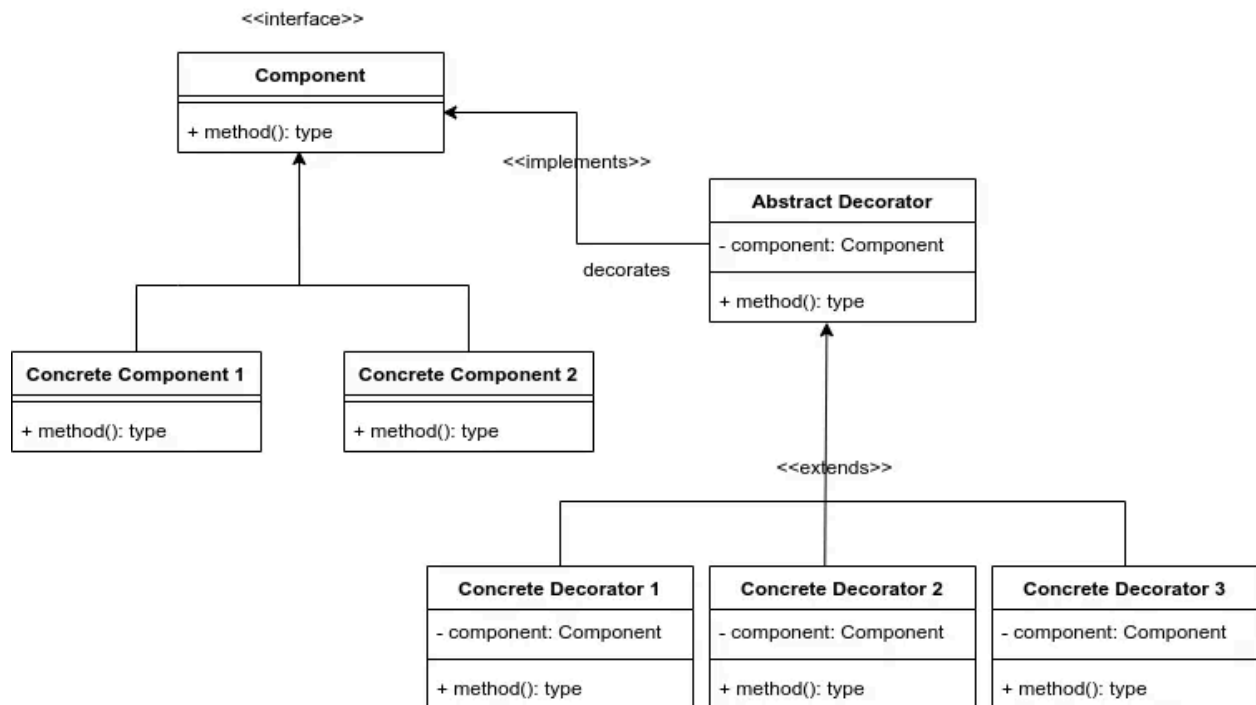 <<interface>>
Component
+ method(): type
<<implements>>
Abstract Decorator
- component: Component
+ method(): type
decorates
Concrete Component 1
+ method(): type
Concrete Component 2
+ method(): type
<<extends>>
Concrete Decorator 1
- component: Component
+ method(): type
Concrete Decorator 2
- component: Component
+ method(): type
Concrete Decorator 3
- component: Component
+ method(): type